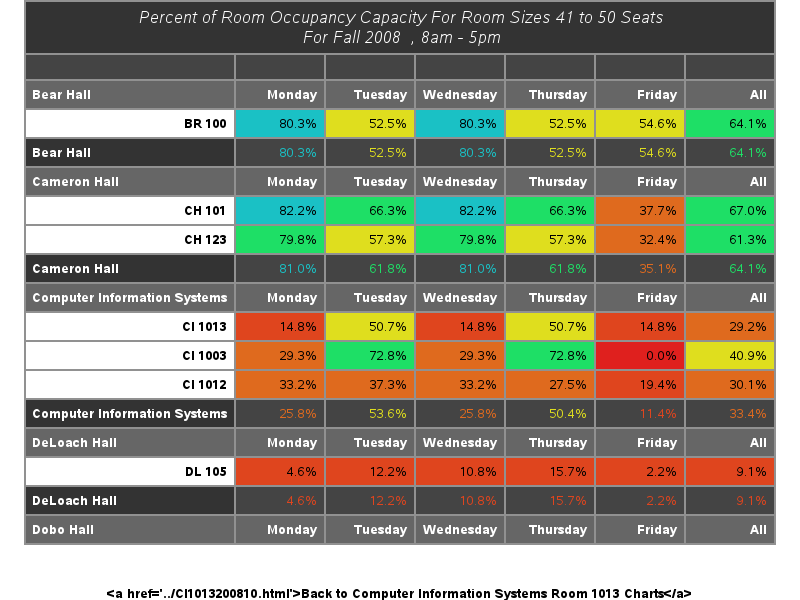 Percent of Room Occupancy Capacity For Room Sizes 41 to 50 Seats
For Fall 2008 , 8am - 5pm
Bear Hall Monday Tuesday Wednesday Thursday Friday All
BR 100 80.3% 52.5% 80.3% 52.5% 54.6% 64.1%
Bear Hall 80.3% 52.5% 80.3% 52.5% 54.6% 64.1%
Cameron Hall Monday Tuesday Wednesday Thursday Friday All
CH 101 82.2% 66.3% 82.2% 66.3% 37.7% 67.0%
CH 123 79.8% 57.3% 79.8% 57.3% 32.4% 61.3%
Cameron Hall 81.0% 61.8% 81.0% 61.8% 35.1% 64.1%
Computer Information Systems Monday Tuesday Wednesday Thursday Friday All
CI 1013 14.8% 50.7% 14.8% 50.7% 14.8% 29.2%
CI 1003 29.3% 72.8% 29.3% 72.8% 0.0% 40.9%
CI 1012 33.2% 37.3% 33.2% 27.5% 19.4% 30.1%
Computer Information Systems 25.8% 53.6% 25.8% 50.4% 11.4% 33.4%
DeLoach Hall Monday Tuesday Wednesday Thursday Friday All
DL 105 4.6% 12.2% 10.8% 15.7% 2.2% 9.1%
DeLoach Hall 4.6% 12.2% 10.8% 15.7% 2.2% 9.1%
Dobo Hall Monday Tuesday Wednesday Thursday Friday All
&lt;a href='../CI1013200810.html'&gt;Back to Computer Information Systems Room 1013 Charts&lt;/a&gt;